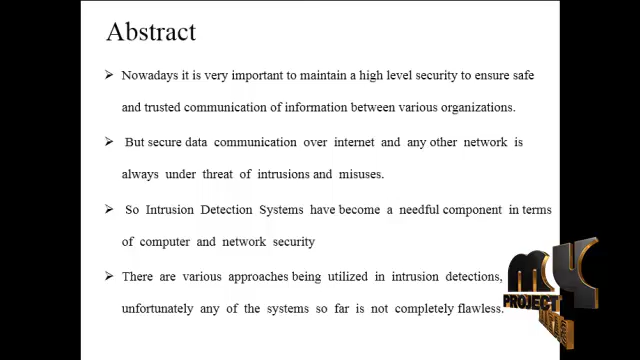 Abstract
➢ Nowadays it is very important to maintain a high level security to ensure safe
and trusted communication of information between various organizations.
➢ But secure data communication over internet and any other network is
always under threat of intrusions and misuses.
➢ So Intrusion Detection Systems have become a needful component in terms
of computer and network security
➢ There are various approaches being utilized in intrusion detections,
unfortunately any of the systems so far is not completely flawless.
my
PROJECT